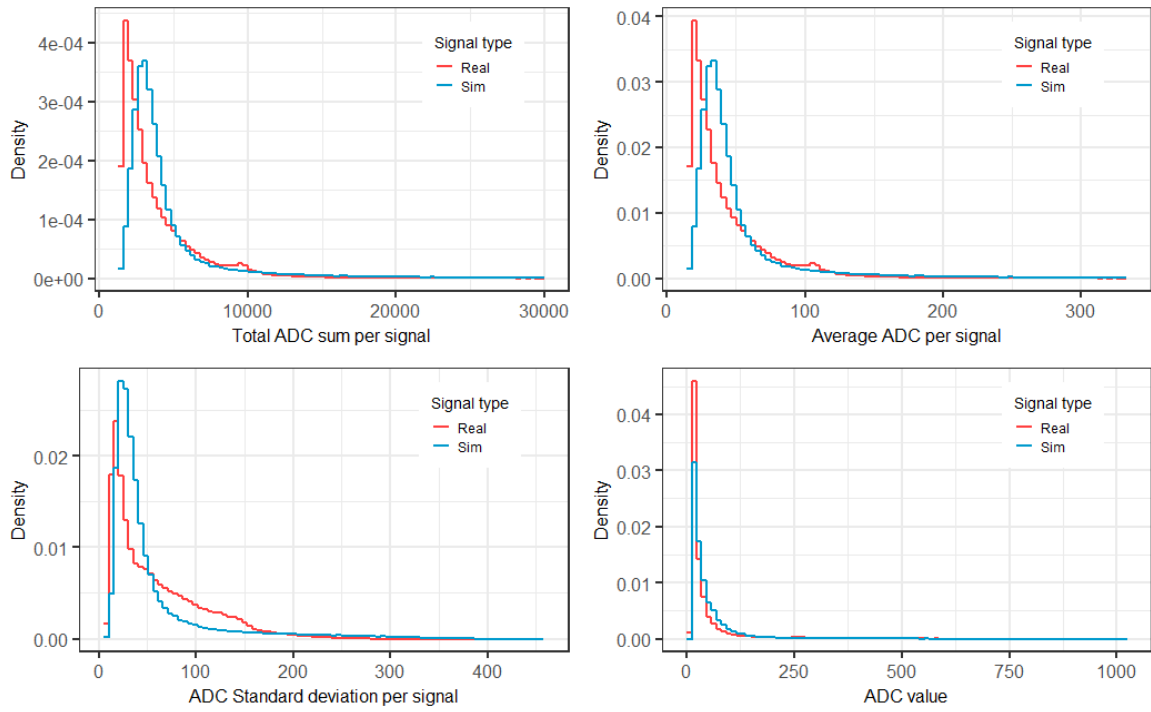 Signal type
Real
Sim
4e-04
3e-04
2e-04
1e-04
0e+00
Density
0
10000
20000
30000
Total ADC sum per signal
Signal type
Real
Sim
0.04
0.03
0.02
0.01
0.00
Density
0
100
200
300
Average ADC per signal
Signal type
Real
Sim
0.02
0.01
0.00
Density
0
100
200
300
400
ADC Standard deviation per signal
Signal type
Real
Sim
0.04
0.03
0.02
0.01
0.00
Density
0
250
500
750
1000
ADC value